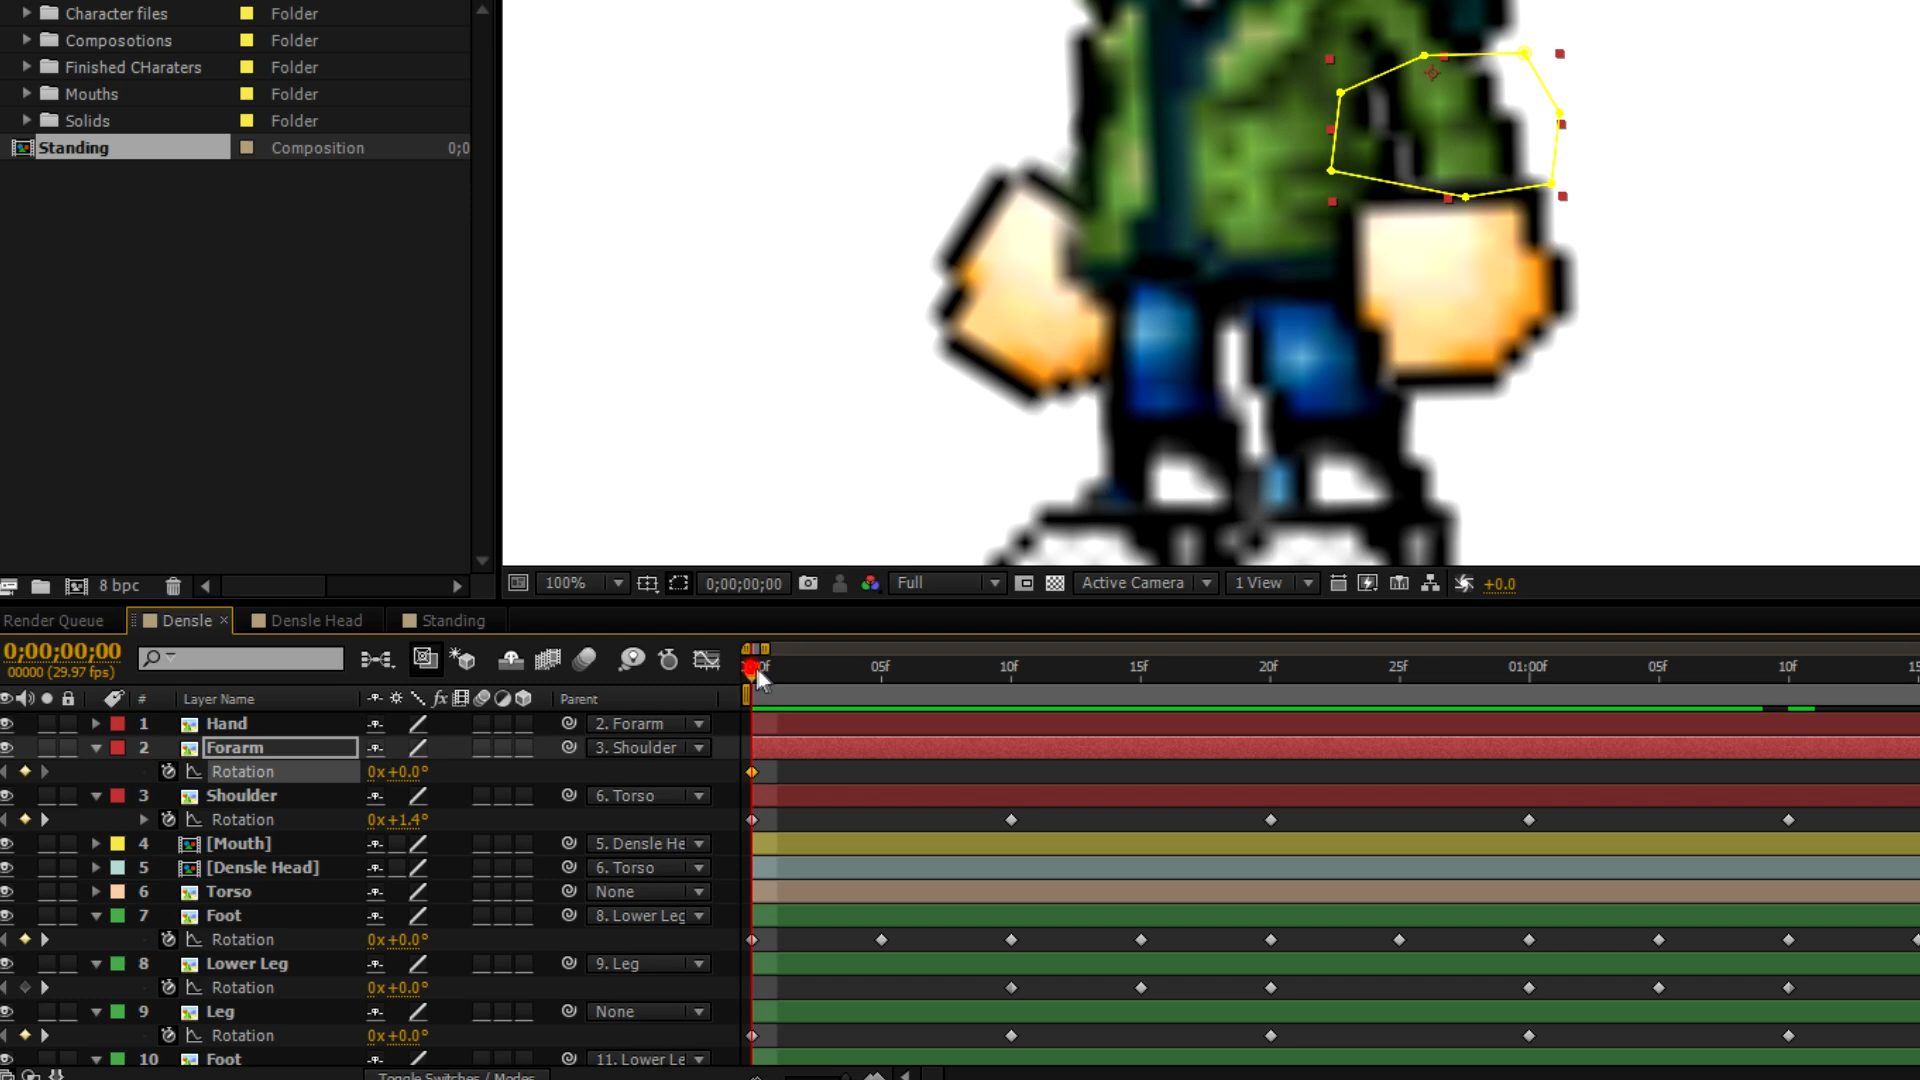 Character files Folder
Composotions Folder
Finished CHaraters Folder
Mouths Folder
Solids Folder
Standing Composition 0;0
8 bpc
100% 0;00;00;00 Full Active Camera 1 View +0.0
Render Queue Densle × Densle Head Standing
0;00;00;00
00000 (29.97 fps)
05f 10f 15f 20f 25f 01:00f 05f 10f 15
# Layer Name fx Parent
1 Hand 2. Forarm
2 Forarm 3. Shoulder
Rotation 0x+0.0°
3 Shoulder 6. Torso
Rotation 0x+1.4°
4 [Mouth] 5. Densle He
5 [Densle Head] 6. Torso
6 Torso None
7 Foot 8. Lower Leg
Rotation 0x+0.0°
8 Lower Leg 9. Leg
Rotation 0x+0.0°
9 Leg None
Rotation 0x+0.0°
10 Foot 11. Lower Le
Toggle Switches / Modes